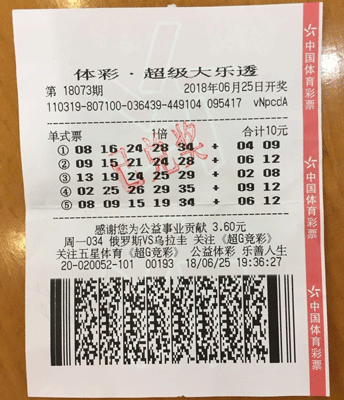 体彩·超级大乐透
第 18073期 2018年06月25日开奖
110319-807100-036439-449104 095417 vNpcdA
单式票 1倍 合计10元
① 08 16 24 28 34 + 04 09
② 09 15 21 24 28 + 06 12
③ 13 19 24 25 29 + 02 08
④ 02 25 26 29 35 + 09 12
⑤ 08 09 15 19 34 + 06 12
已兑奖
感谢您为公益事业贡献 3.60元
周一034 俄罗斯VS乌拉圭 关注《超G竞彩》
关注五星体育《超G竞彩》 公益体彩 乐善人生
20-020052-101 00193 18/06/25 19:36:27
中国体育彩票
中国体育彩票
中国体育彩票